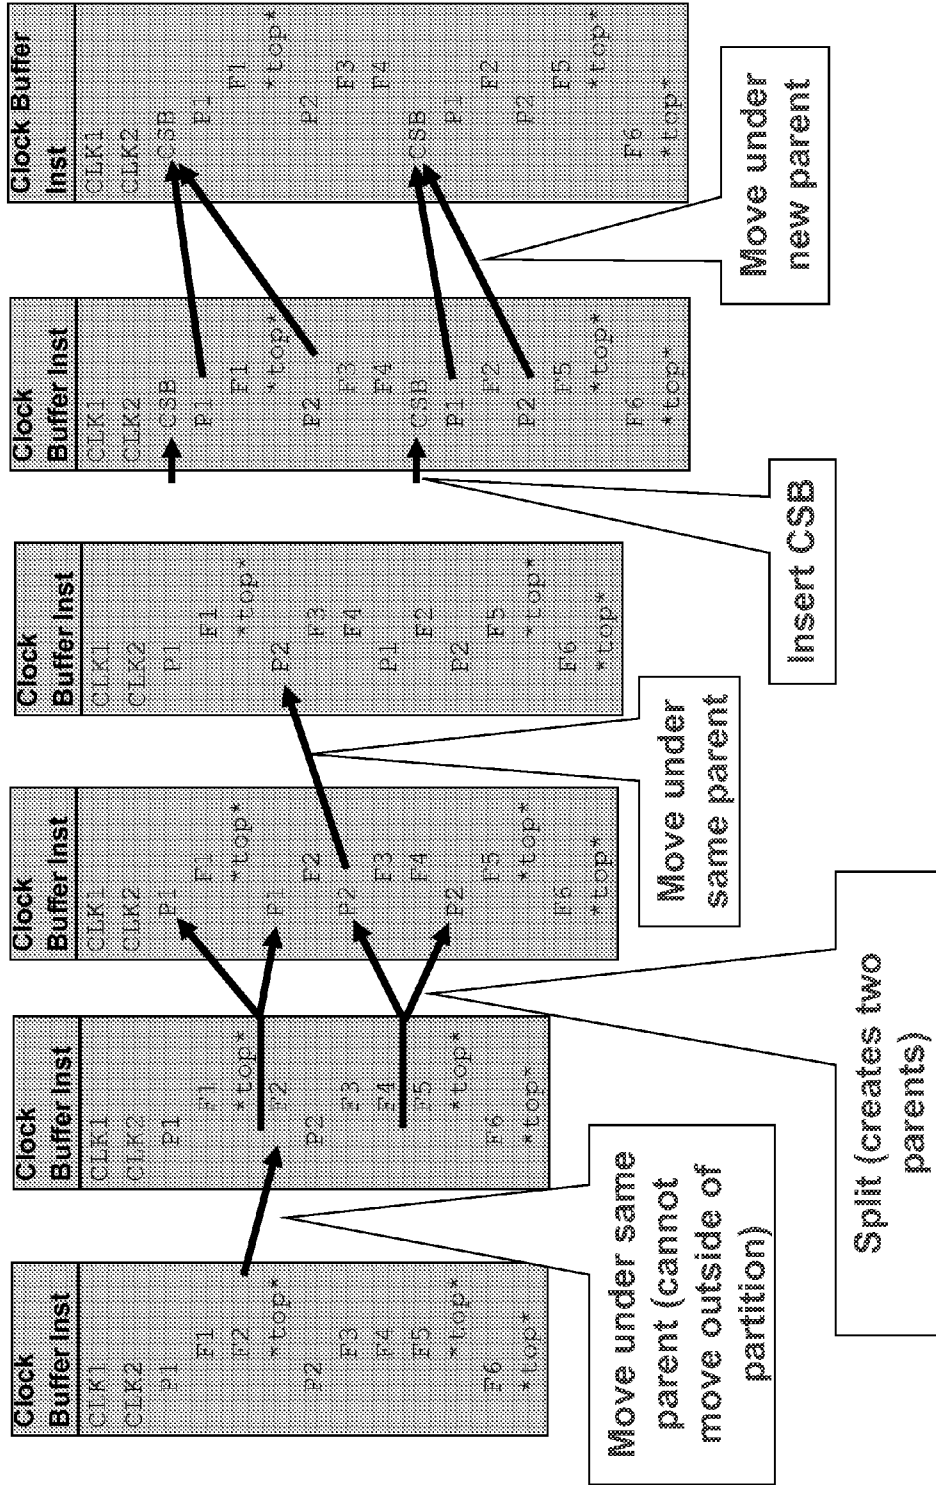 Clock
Buffer Inst
CLK1
CLK2
P1
F1
F2
*top*
P2
F3
F4
F5
*top*
F6
*top*
Clock
Buffer Inst
CLK1
CLK2
P1
F1
*top*
F2
P2
F3
F4
F5
*top*
F6
*top*
Clock
Buffer Inst
CLK1
CLK2
P1
F1
*top*
P1
F2
P2
F3
F4
P2
F5
*top*
F6
*top*
Clock
Buffer Inst
CLK1
CLK2
P1
F1
*top*
P2
F3
F4
P1
F2
P2
F5
*top*
F6
*top*
Clock
Buffer Inst
CLK1
CLK2
CSB
P1
F1
*top*
P2
F3
F4
CSB
P1
F2
P2
F5
*top*
F6
*top*
Clock Buffer
Inst
CLK1
CLK2
CSB
P1
F1
*top*
P2
F3
F4
CSB
P1
F2
P2
F5
*top*
F6
*top*
Move under same
parent (cannot
move outside of
partition)
Split (creates two
parents)
Move under
same parent
Insert CSB
Move under
new parent